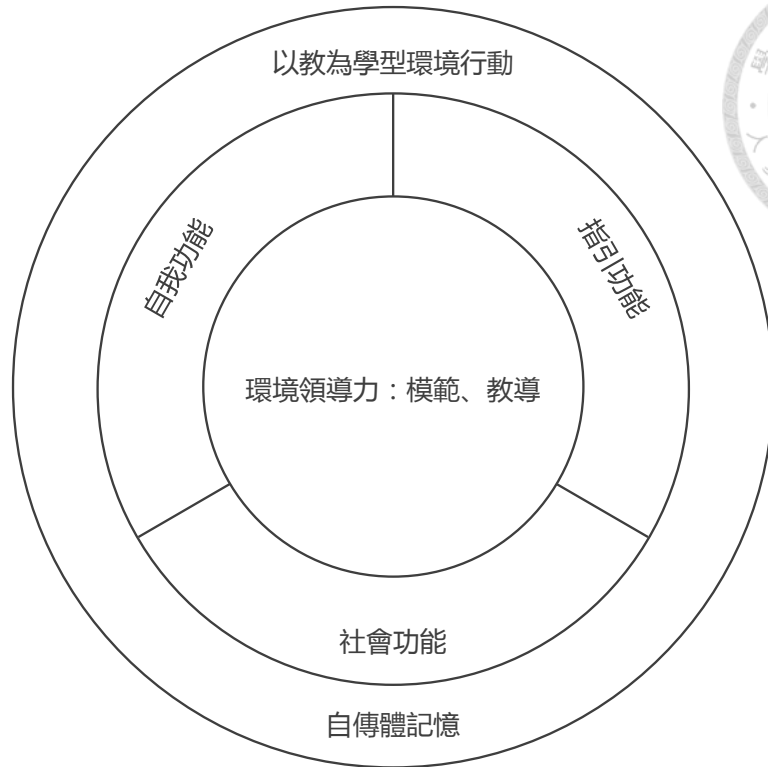 以教為學型環境行動
自我功能
指引功能
環境領導力：模範、教導
社會功能
自傳體記憶